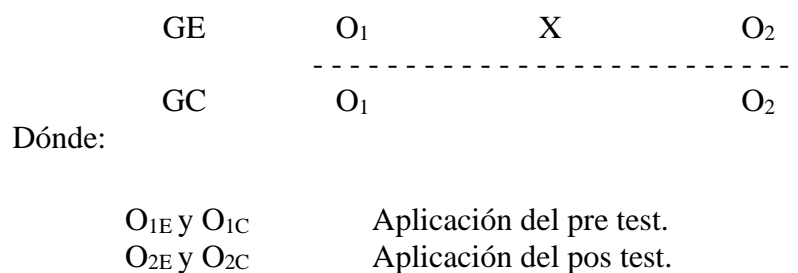 GE O1 X O2
- - - - - - - - - - - - - - - - - - - - - - - - - - -
GC O1 O2
Dónde:
O1E y O1C Aplicación del pre test.
O2E y O2C Aplicación del pos test.